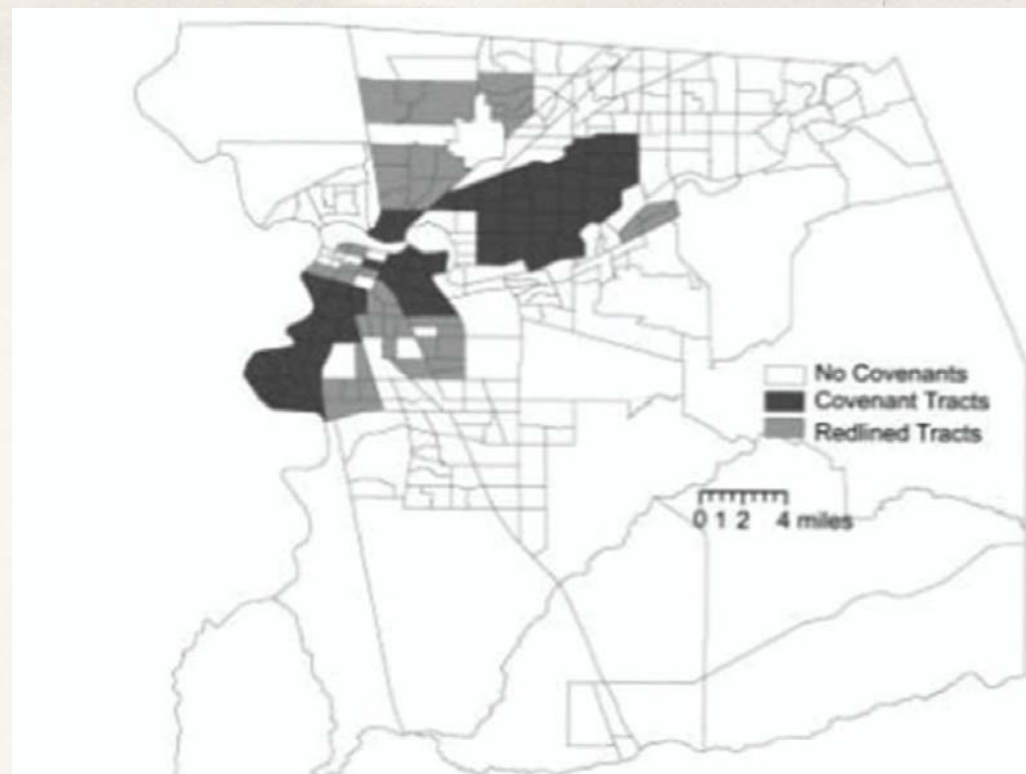 No Covenants
Covenant Tracts
Redlined Tracts
0 1 2 4 miles